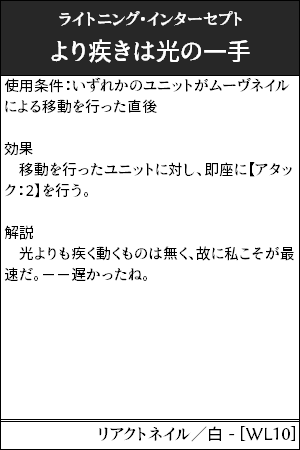 ライトニング・インターセプト
より疾きは光の一手
使用条件：いずれかのユニットがムーヴネイル
による移動を行った直後
効果
　移動を行ったユニットに対し、即座に【アタッ
ク：2】を行う。
解説
　光よりも疾く動くものは無く、故に私こそが最
速だ。－－遅かったね。
リアクトネイル／白 - [WL10]